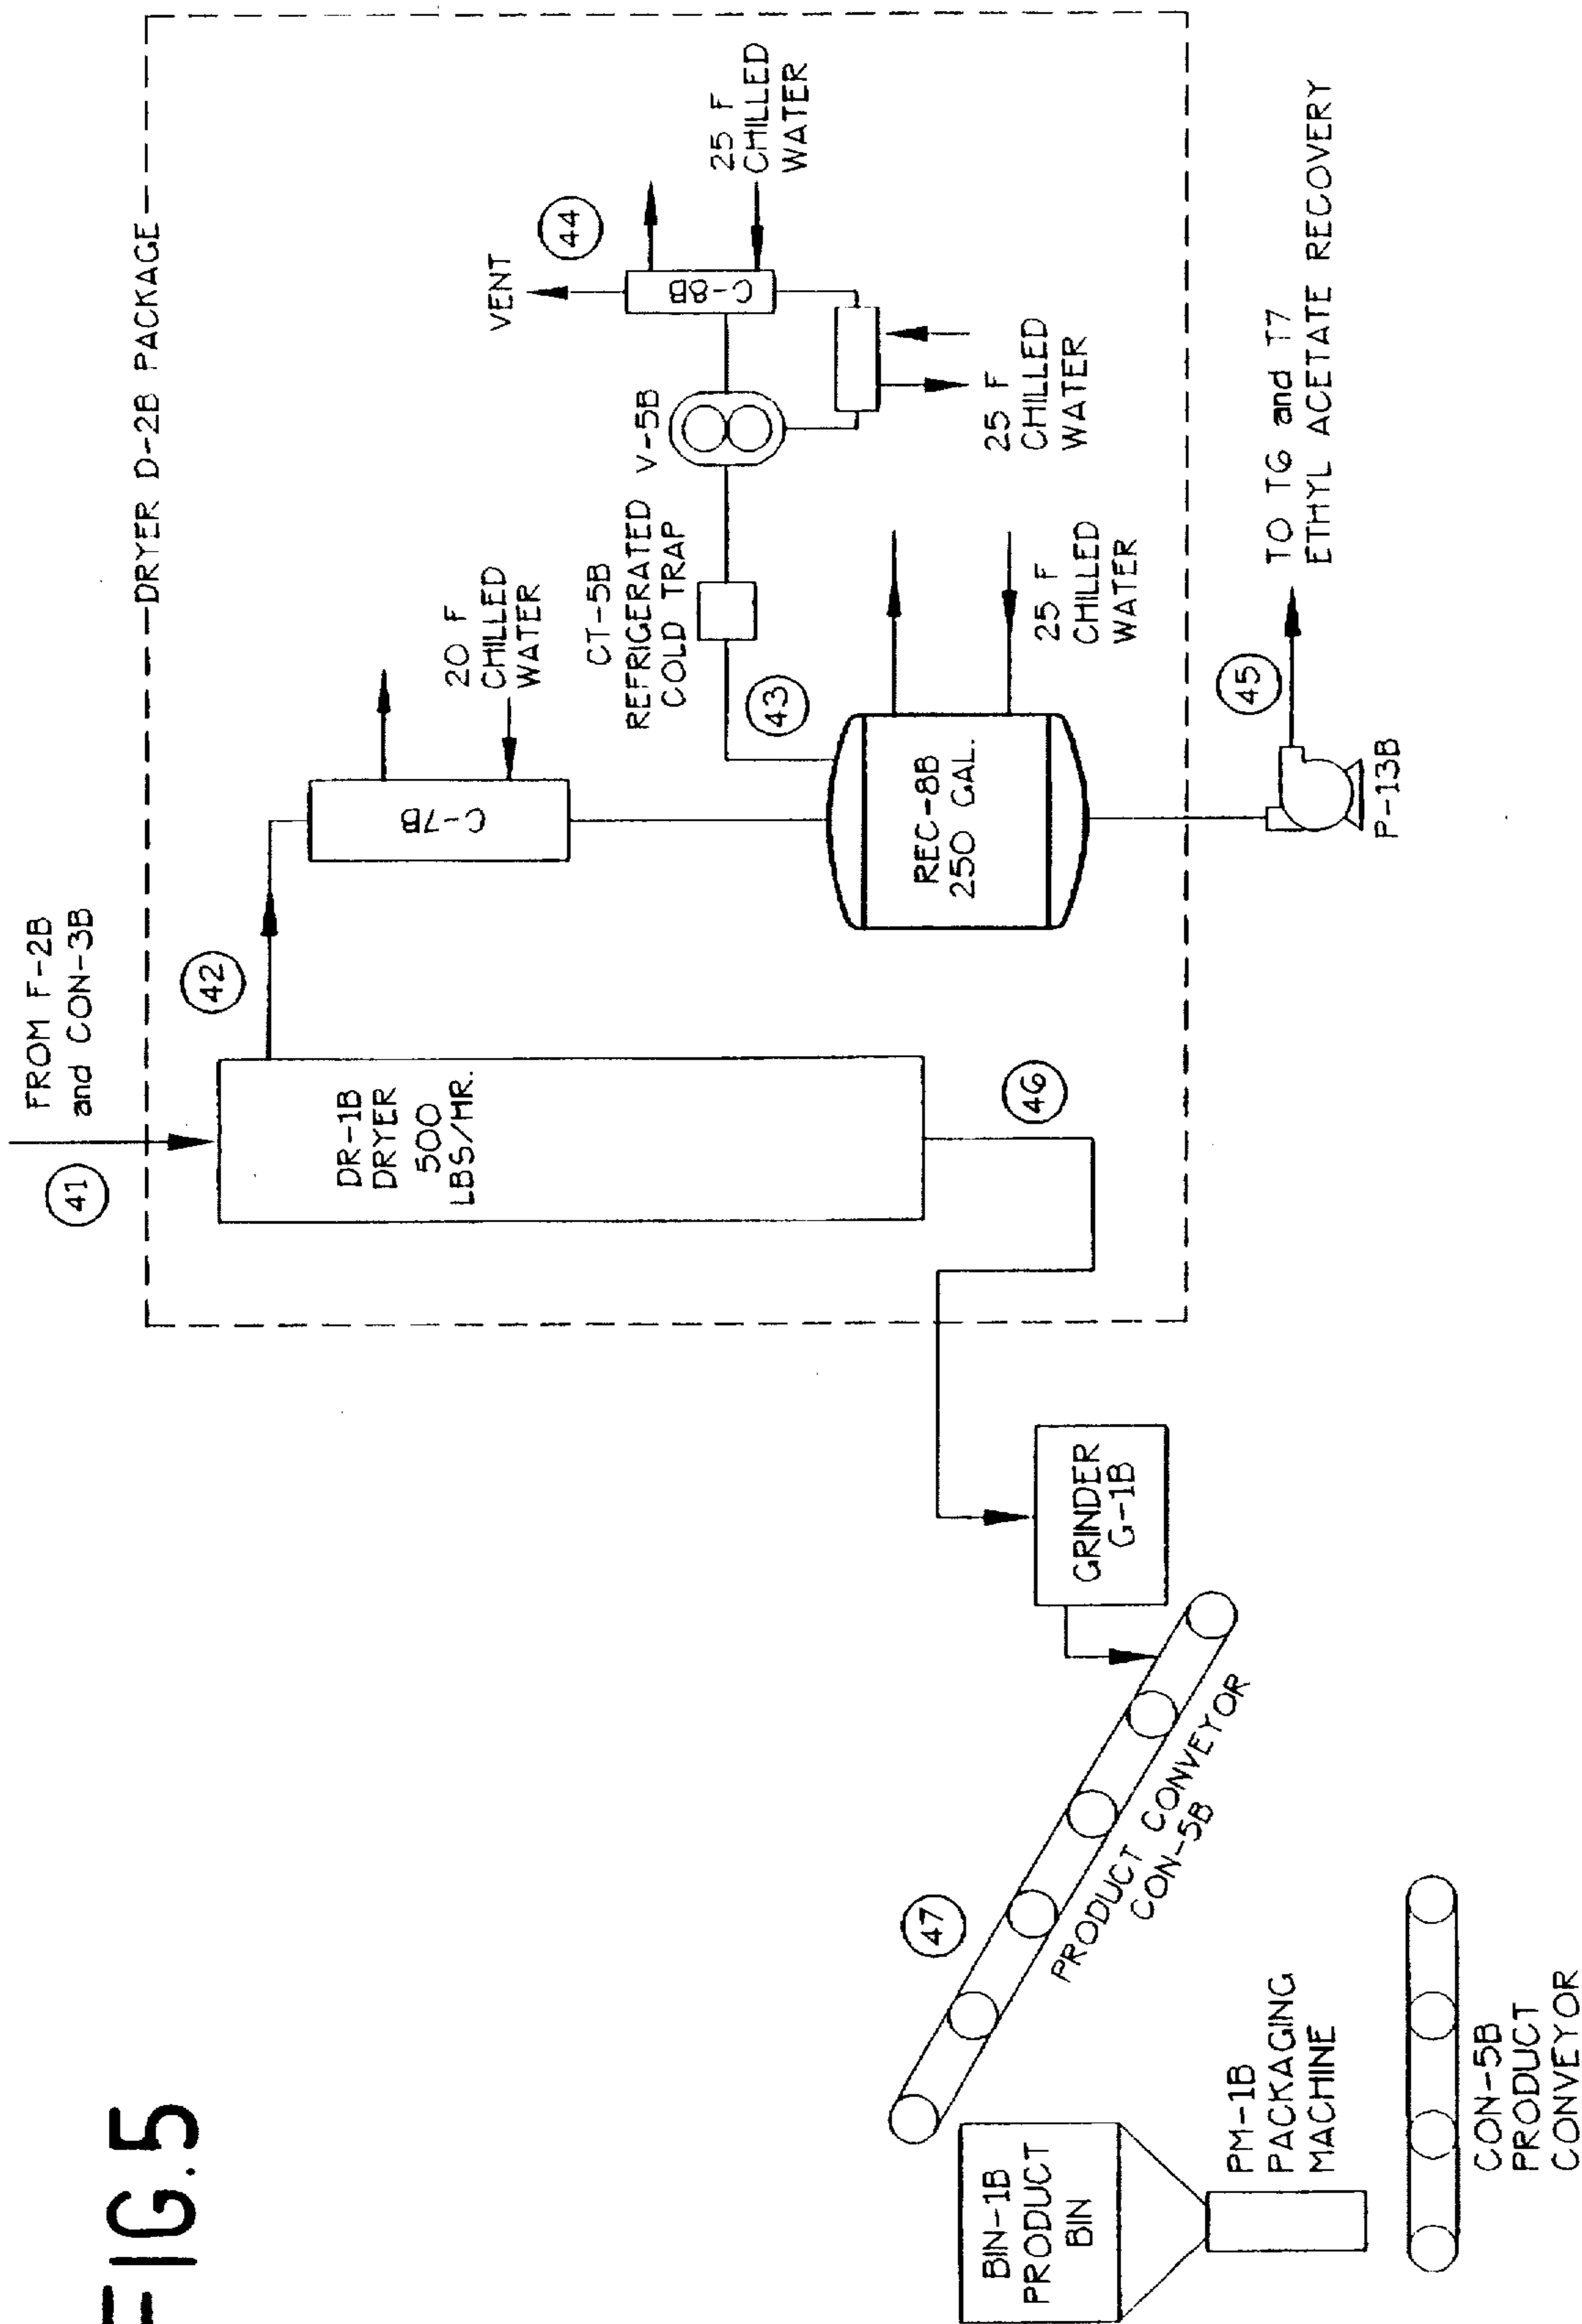 FIG.5
FROM F-2B
and CON-3B
41
DRYER D-2B PACKAGE
42
DR-1B
DRYER
500
LBS/HR.
46
C-7B
20 F
CHILLED
WATER
REC-8B
250 GAL.
43
25 F
CHILLED
WATER
CT-5B
REFRIGERATED
COLD TRAP
V-5B
VENT
44
C-8B
25 F
CHILLED
WATER
25 F
CHILLED
WATER
45
P-13B
TO T6 and T7
ETHYL ACETATE RECOVERY
GRINDER
G-1B
47
PRODUCT CONVEYOR
CON-5B
BIN-1B
PRODUCT
BIN
PM-1B
PACKAGING
MACHINE
CON-5B
PRODUCT
CONVEYOR